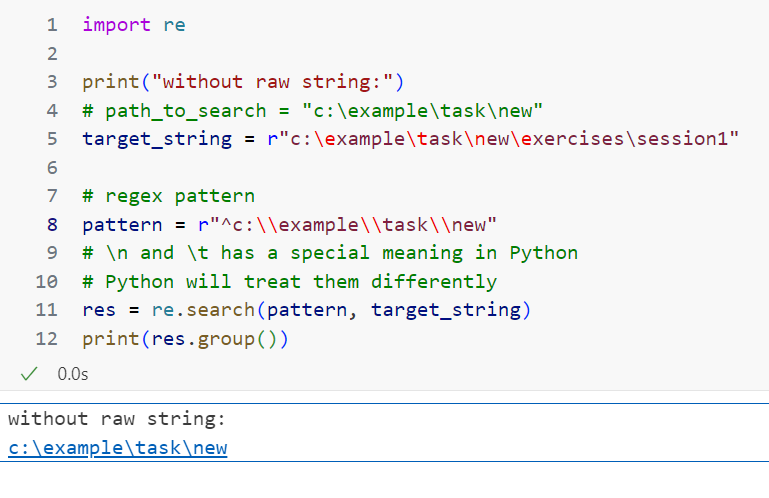 1 import re
2
3 print("without raw string:")
4 # path_to_search = "c:\example\task\new"
5 target_string = r"c:\example\task\new\exercises\session1"
6
7 # regex pattern
8 pattern = r"^c:\\example\\task\\new"
9 # \n and \t has a special meaning in Python
10 # Python will treat them differently
11 res = re.search(pattern, target_string)
12 print(res.group())
✓ 0.0s
without raw string:
c:\example\task\new